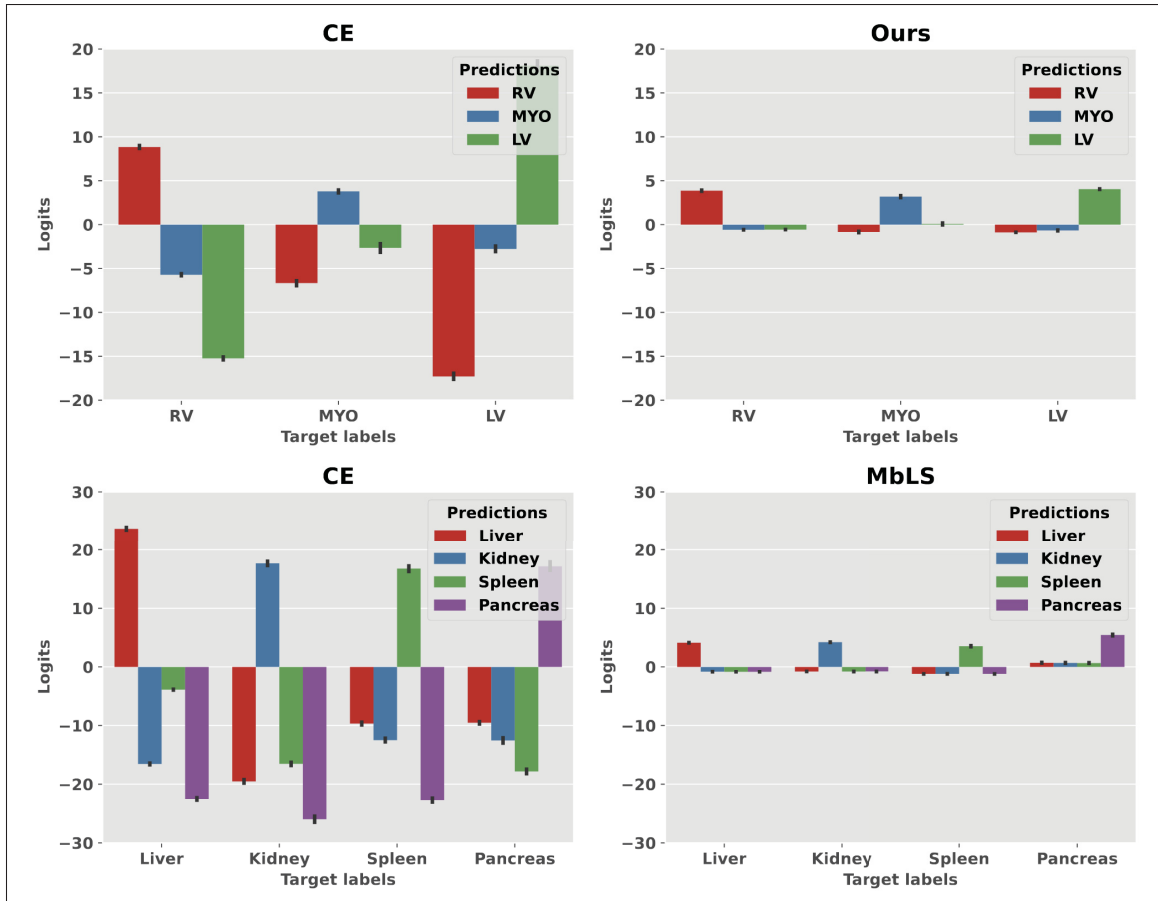 CE
20
15
10
5
0
−5
−10
−15
−20
Logits
Predictions
RV
MYO
LV
RV MYO LV
Target labels
Ours
20
15
10
5
0
−5
−10
−15
−20
Logits
Predictions
RV
MYO
LV
RV MYO LV
Target labels
CE
30
20
10
0
−10
−20
−30
Logits
Predictions
Liver
Kidney
Spleen
Pancreas
Liver Kidney Spleen Pancreas
Target labels
MbLS
30
20
10
0
−10
−20
−30
Logits
Predictions
Liver
Kidney
Spleen
Pancreas
Liver Kidney Spleen Pancreas
Target labels